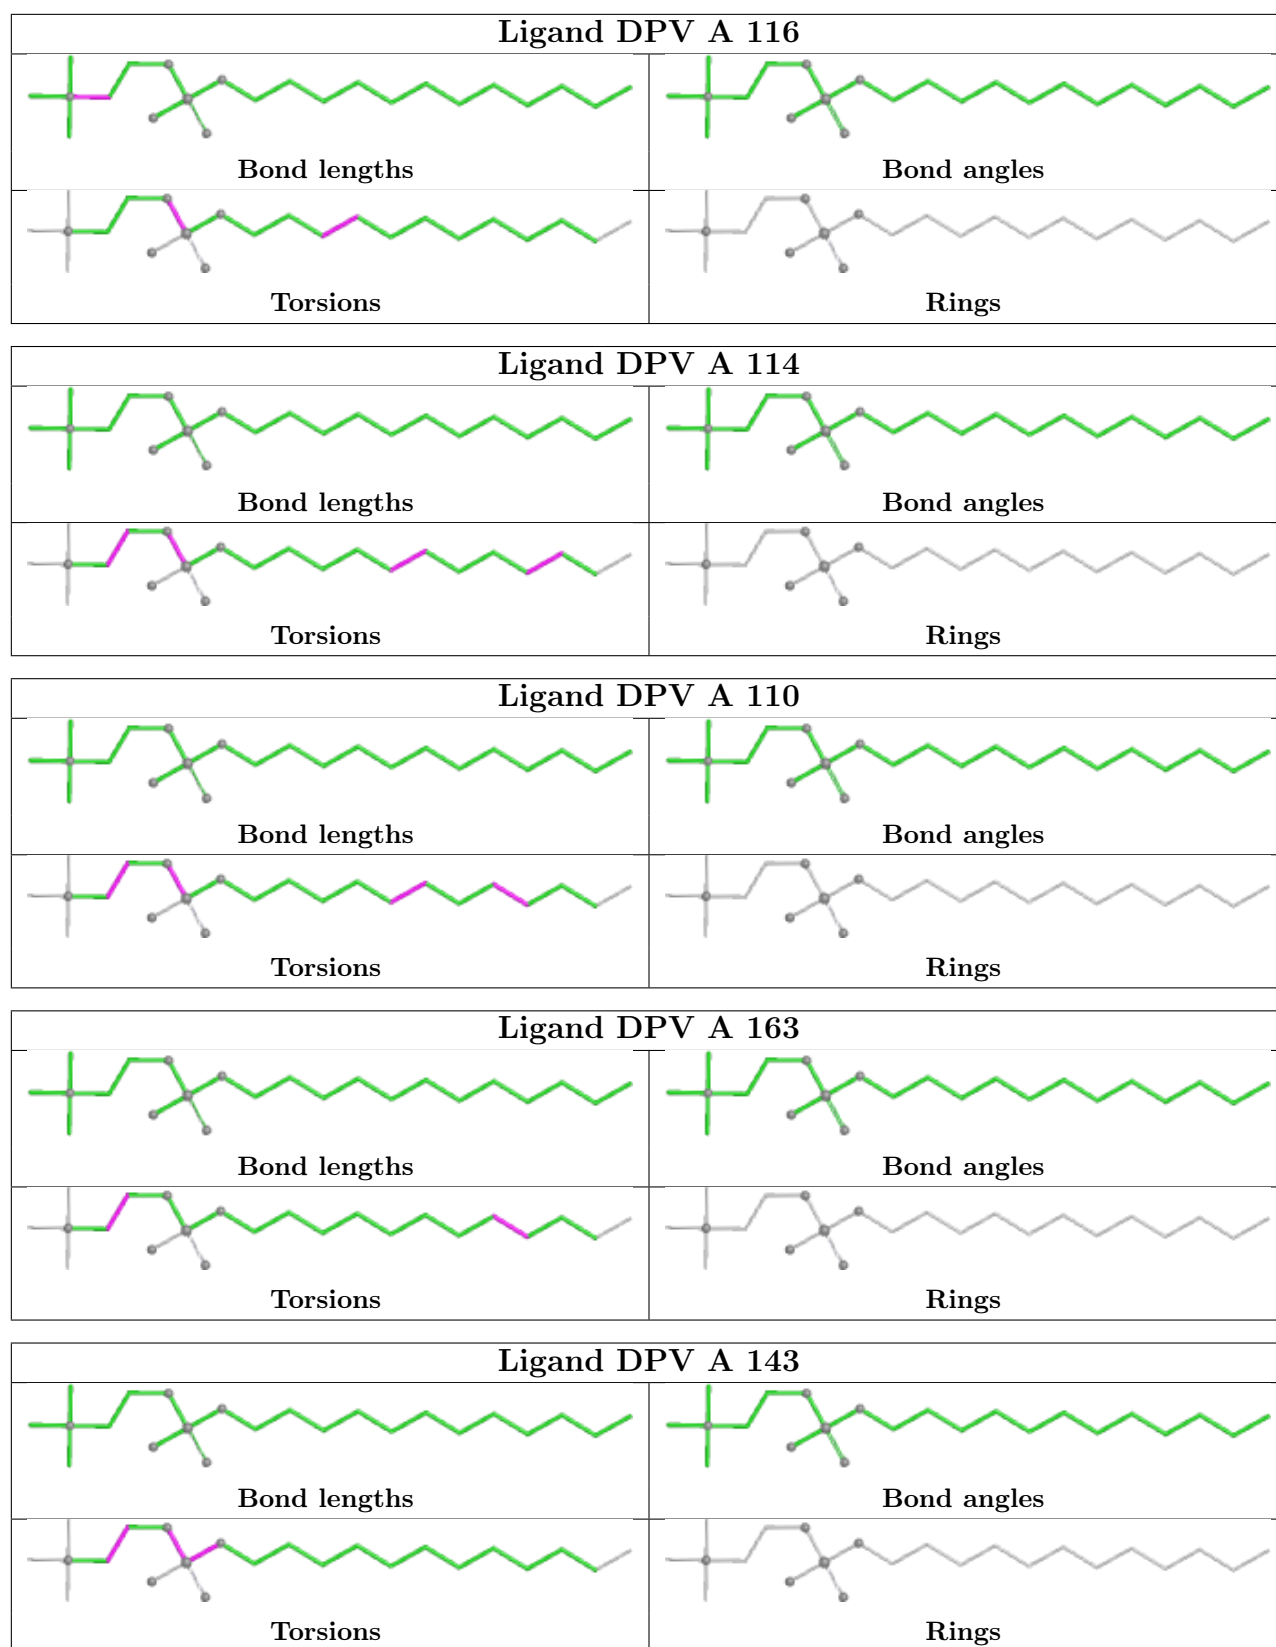 Ligand DPV A 116
Bond lengths
Bond angles
Torsions
Rings
Ligand DPV A 114
Bond lengths
Bond angles
Torsions
Rings
Ligand DPV A 110
Bond lengths
Bond angles
Torsions
Rings
Ligand DPV A 163
Bond lengths
Bond angles
Torsions
Rings
Ligand DPV A 143
Bond lengths
Bond angles
Torsions
Rings